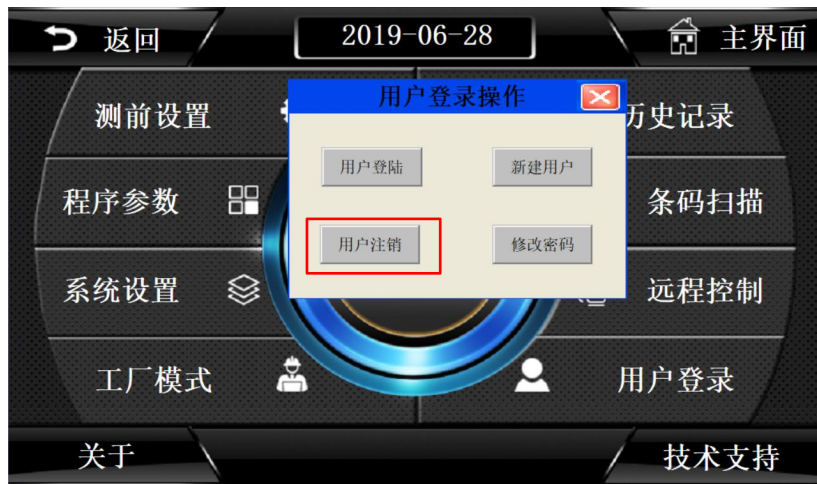 返回
2019-06-28
主界面
用户登录操作
测前设置
历史记录
用户登陆
新建用户
程序参数
条码扫描
用户注销
修改密码
系统设置
远程控制
工厂模式
用户登录
关于
技术支持